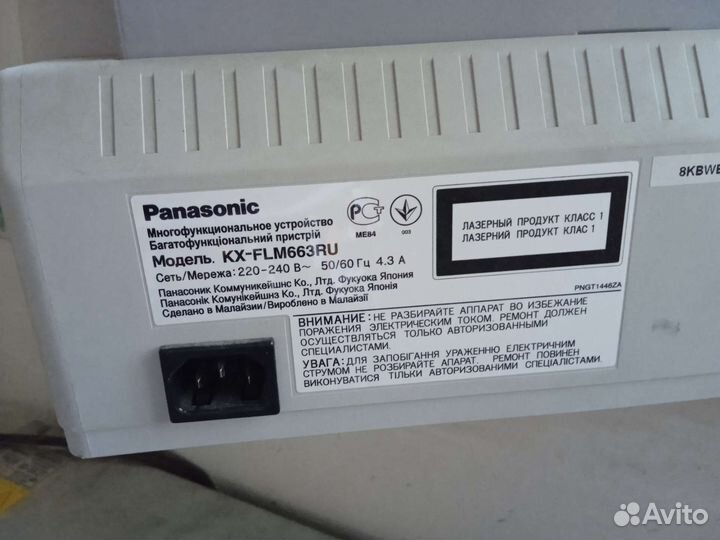 Panasonic
Многофункциональное устройство
Багатофункціональний пристрій
Модель. KX-FLM663RU
Сеть/Мережа: 220-240 В~ 50/60 Гц 4.3 А
Панасоник Коммуникейшнс Ко., Лтд. Фукуока Япония
Панасонік Комунікейшнз Ко., Лтд. Фукуока Японія
Сделано в Малайзии/Вироблено в Малайзії
РСТ
МЕ84
003
ЛАЗЕРНЫЙ ПРОДУКТ КЛАСС 1
ЛАЗЕРНИЙ ПРОДУКТ КЛАС 1
8KBWB
PNGT1446ZA
ВНИМАНИЕ: НЕ РАЗБИРАЙТЕ АППАРАТ ВО ИЗБЕЖАНИЕ
ПОРАЖЕНИЯ ЭЛЕКТРИЧЕСКИМ ТОКОМ. РЕМОНТ ДОЛЖЕН
ОСУЩЕСТВЛЯТЬСЯ ТОЛЬКО АВТОРИЗОВАННЫМИ
СПЕЦИАЛИСТАМИ.
УВАГА: ДЛЯ ЗАПОБІГАННЯ УРАЖЕННЮ ЕЛЕКТРИЧНИМ
СТРУМОМ НЕ РОЗБИРАЙТЕ АПАРАТ. РЕМОНТ ПОВИНЕН
ВИКОНУВАТИСЯ ТІЛЬКИ АВТОРИЗОВАНИМИ СПЕЦІАЛІСТАМИ.
Avito